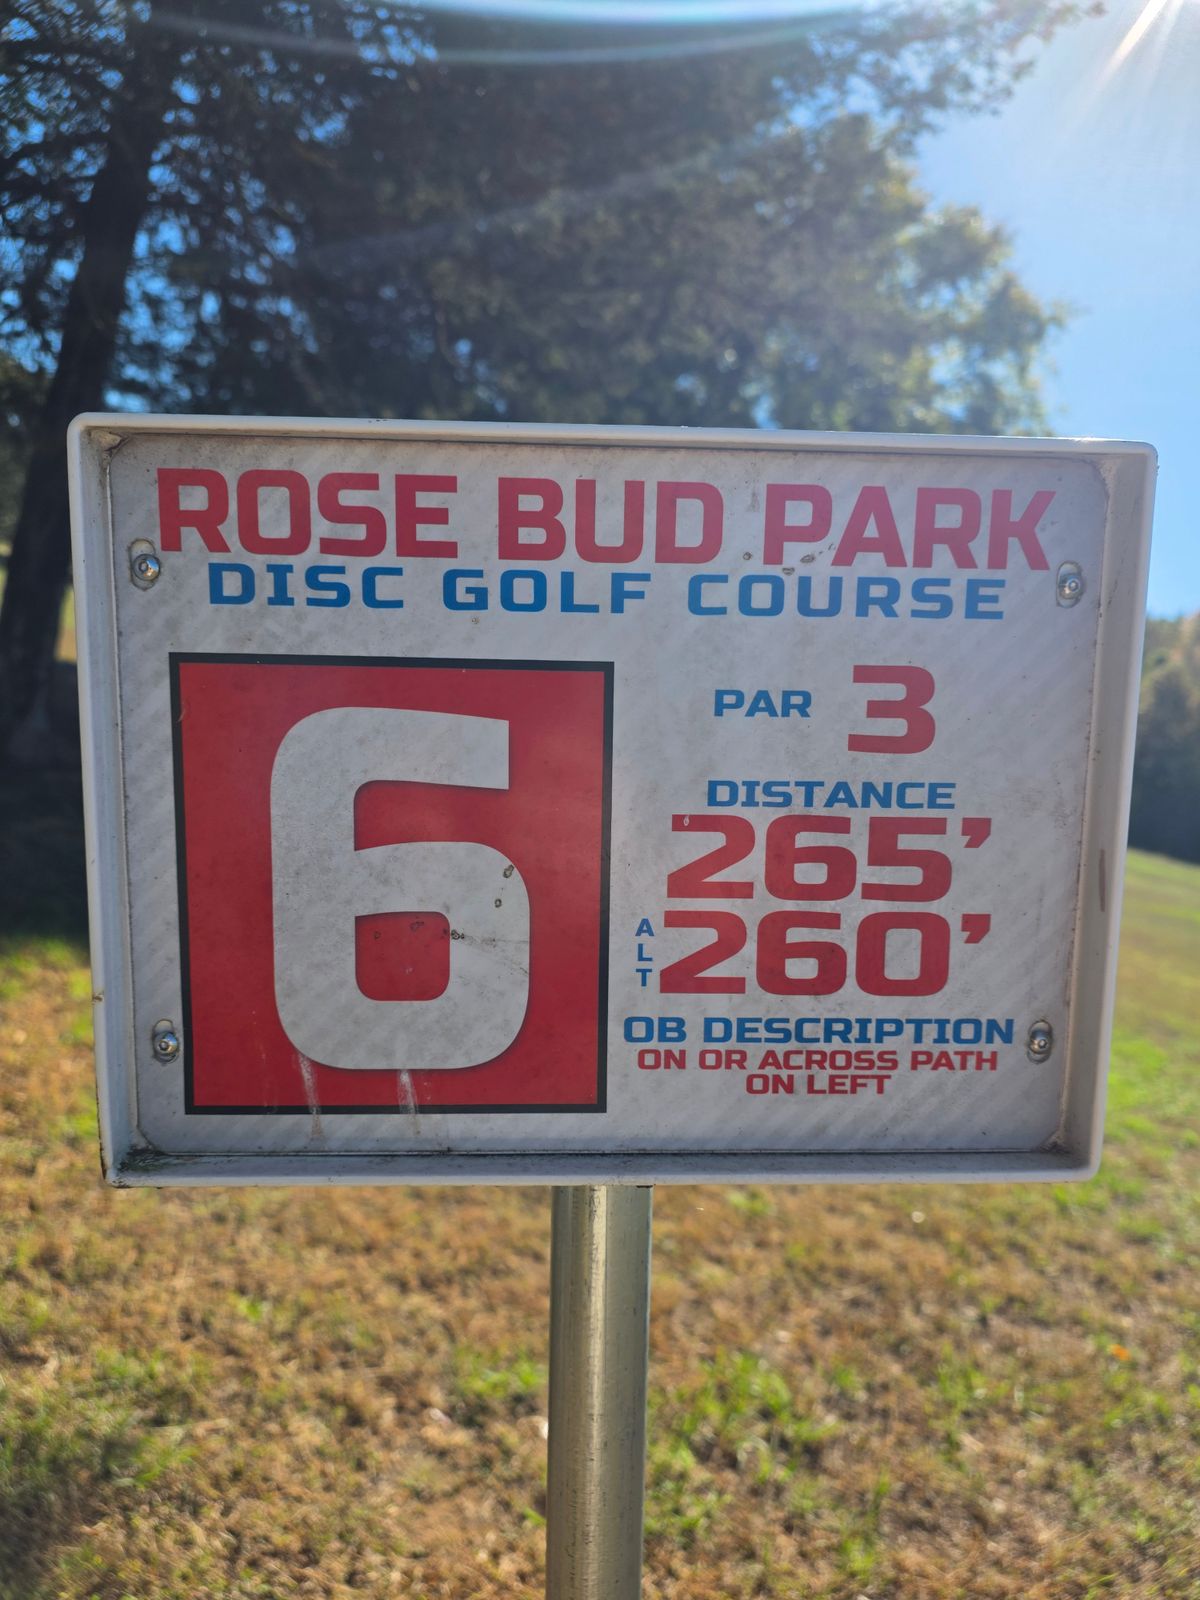 ROSE BUD PARK
DISC GOLF COURSE
6
PAR 3
DISTANCE
265’
ALT 260’
OB DESCRIPTION
ON OR ACROSS PATH
ON LEFT